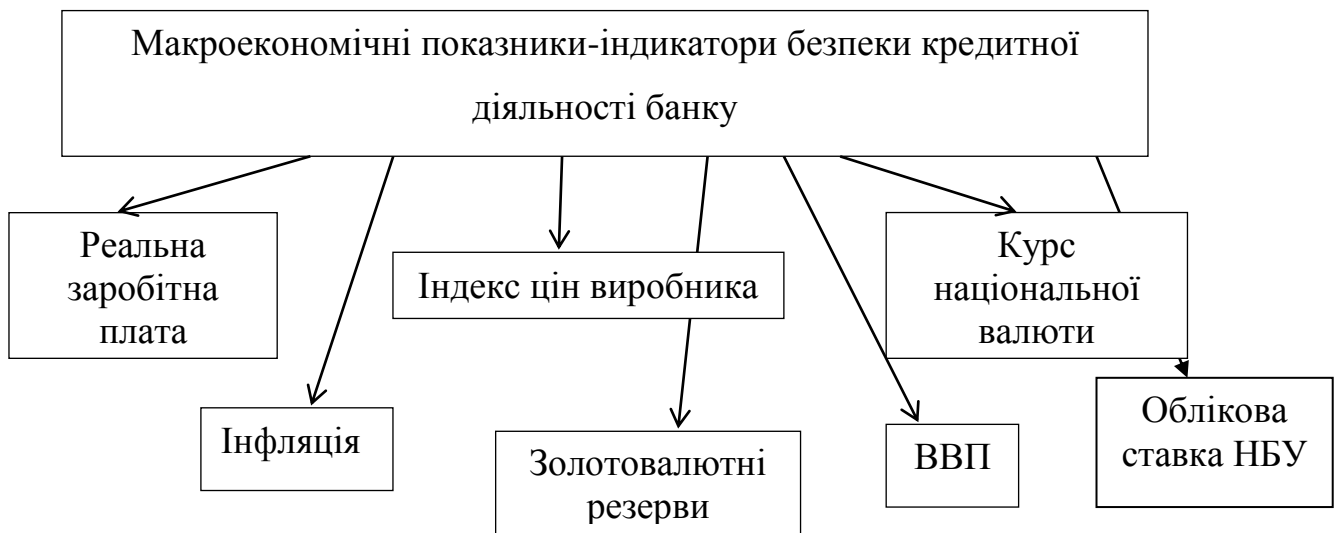 Макроекономічні показники-індикатори безпеки кредитної
діяльності банку
Реальна
заробітна
плата
Індекс цін виробника
Курс
національної
валюти
Інфляція
Золотовалютні
резерви
ВВП
Облікова
ставка НБУ